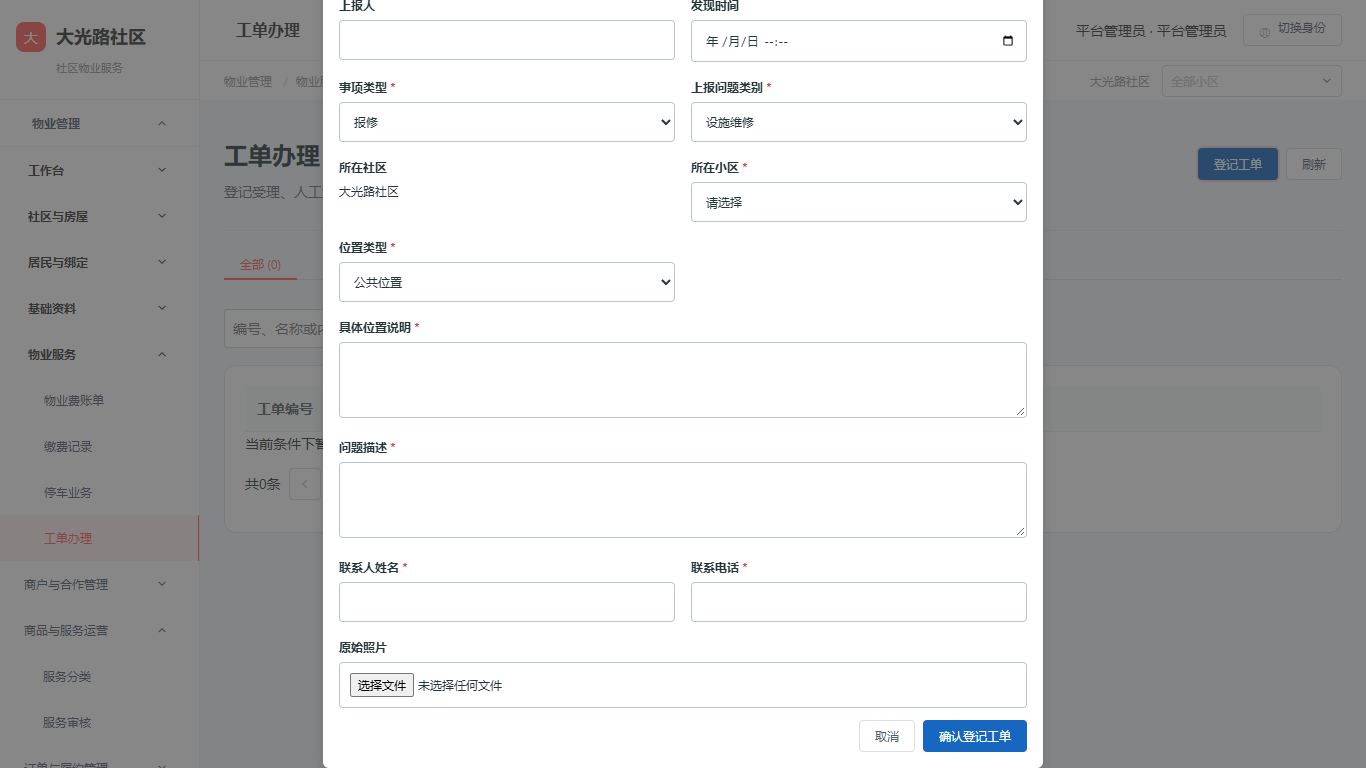 大
大光路社区
社区物业服务
工单办理
平台管理员 · 平台管理员
切换身份
物业管理 / 物业
大光路社区
全部小区
物业管理
工作台
社区与房屋
居民与绑定
基础资料
物业服务
物业费账单
缴费记录
停车业务
工单办理
商户与合作管理
商品与服务运营
服务分类
服务审核
订单与履约管理
工单办理
登记受理、人工
登记工单
刷新
全部 (0)
编号、名称或
工单编号
当前条件下
共0条
上报人
发现时间
年 /月/日 --:--
事项类型 *
上报问题类别 *
报修
设施维修
所在社区
所在小区 *
大光路社区
请选择
位置类型 *
公共位置
具体位置说明 *
问题描述 *
联系人姓名 *
联系电话 *
原始照片
选择文件 未选择任何文件
取消
确认登记工单